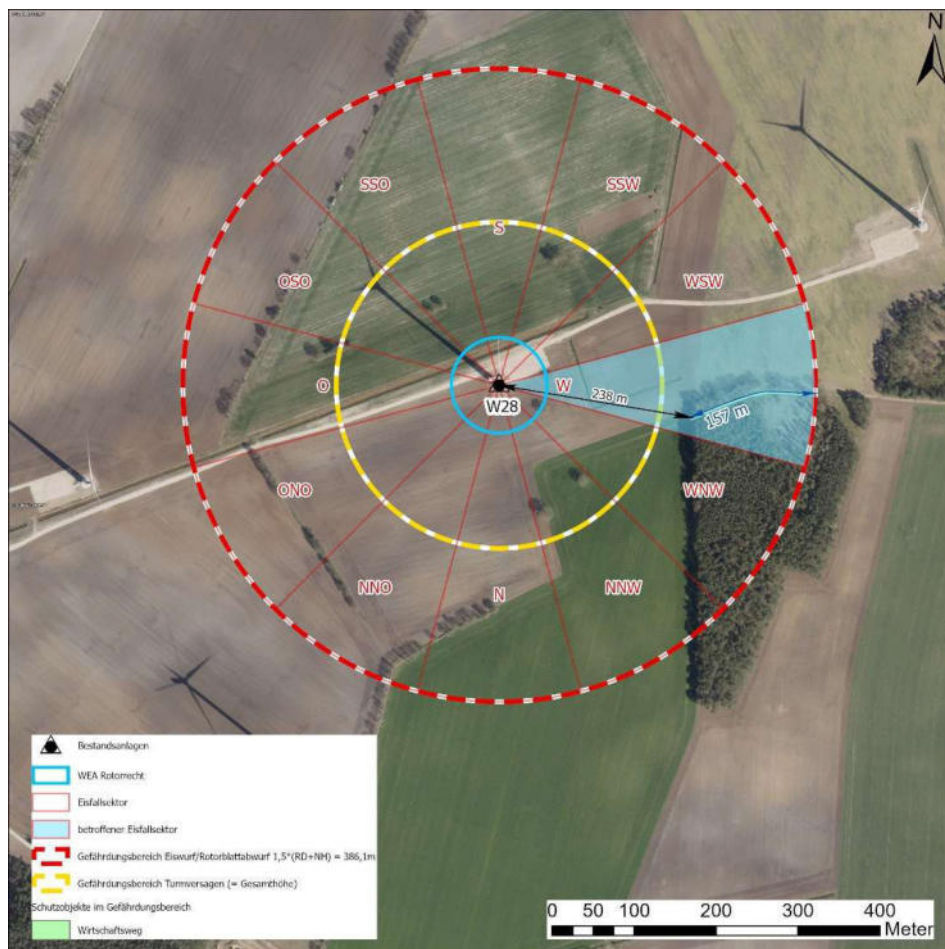 N
SSO
SSW
S
OSO
WSW
O
W
238 m
W28
157 m
ONO
WNW
NNO
N
NNW
Bestandsanlagen
WEA Rotorrecht
Eisfallsektor
betroffener Eisfallsektor
Gefährdungsbereich Eiswurf/Rotorblattabwurf 1,5*(RD+NH) = 386,1m
Gefährdungsbereich Turmversagen (= Gesamthöhe)
Schutzobjekte im Gefährdungsbereich
Wirtschaftsweg
0 50 100 200 300 400
Meter